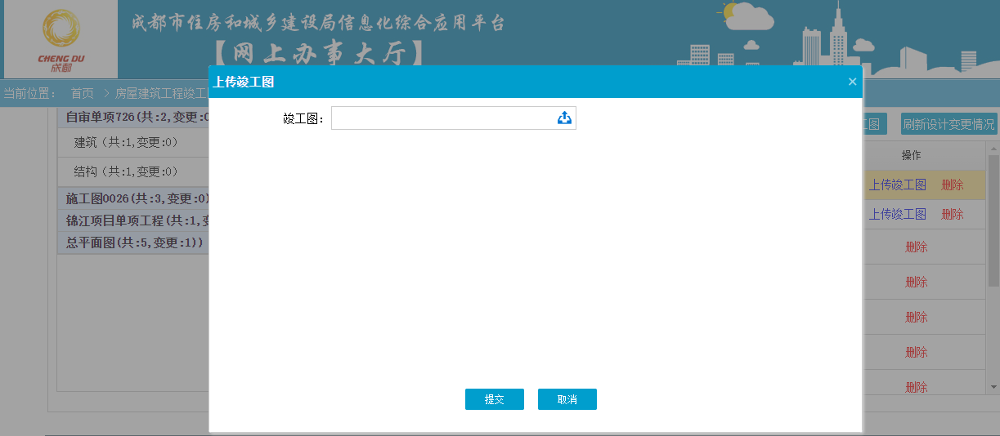 成都市住房和城乡建设局信息化综合应用平台
【网上办事大厅】
CHENG DU
成都
当前位置： 首页 > 房屋建筑工程竣工
上传竣工图 ×
竣工图：
自宙单项726(共:2,变更:0
建筑（共:1,变更:0）
结构（共:1,变更:0）
施工图0026(共:3,变更:0)
锦江项目单项工程(共:1,变
总平面图(共:5,变更:1))
工图 刷新设计变更情况
操作
上传竣工图 删除
上传竣工图 删除
删除
删除
删除
删除
删除
提交 取消